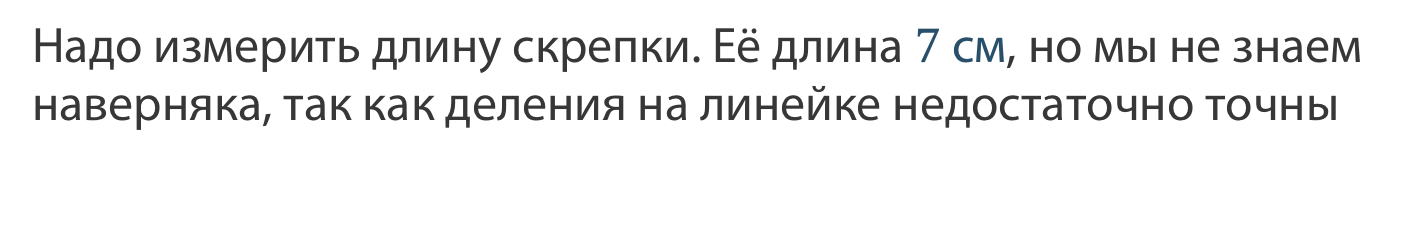 Надо измерить длину скрепки. Её длина 7 см, но мы не знаем
наверняка, так как деления на линейке недостаточно точны